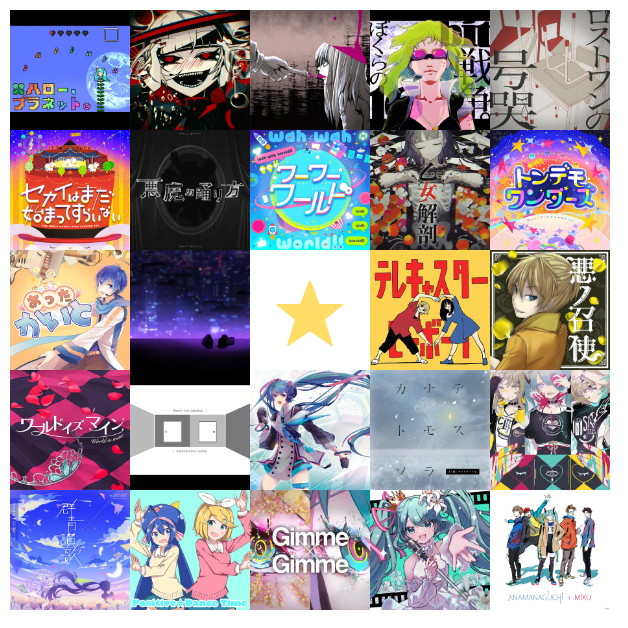 ハロー、
プラネット。
ぼくらの
戦争。
ロストワンの
号哭
セカイはまだ
始まってすらいない
悪魔の踊り方
Wah Wah
ワーワー
ワールド
World!!
乙女解剖
トンデモ
ワンダーズ
あった
かいと
テレキャスター
ビーボーイ
悪ノ召使
ワールドイズマイン
World is mine
カナデ
トモス
ソラ
群青讃歌
Positive★Dance Time
Gimme
×
Gimme
ANAMANAGUCHI + MIKU